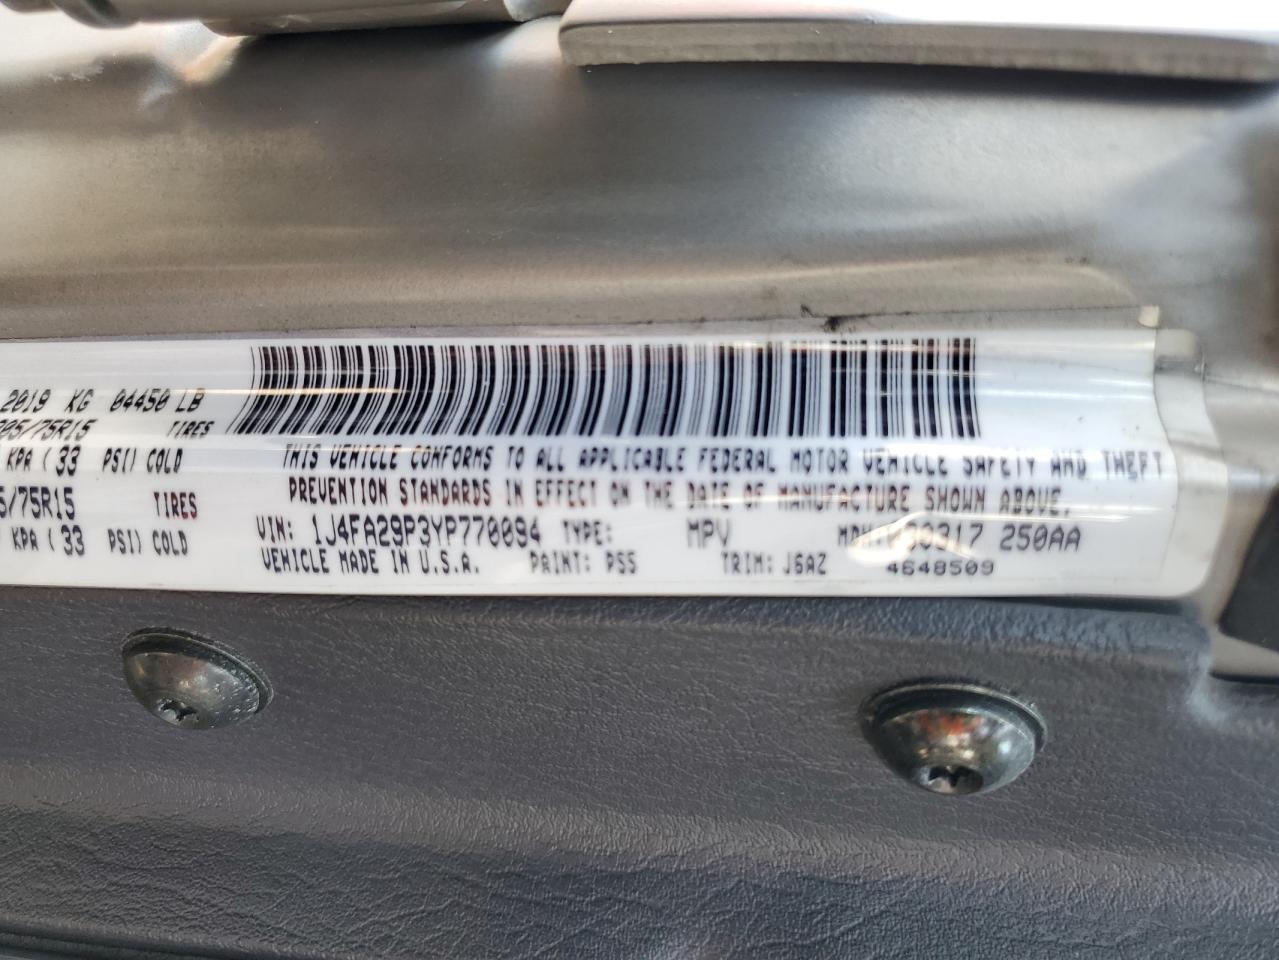 2019 KG 04450 LB
TIRES
KPA ( 33 PSI) COLD
THIS VEHICLE CONFORMS TO ALL APPLICABLE FEDERAL MOTOR VEHICLE SAFETY AND THEFT
5/75R15 TIRES
PREVENTION STANDARDS IN EFFECT ON THE DATE OF MANUFACTURE SHOWN ABOVE.
KPA ( 33 PSI) COLD
VIN: 1J4FA29P3YP770094 TYPE: MPV 250AA
VEHICLE MADE IN U.S.A. PAINT: PS5 TRIM: J6AZ 4648509